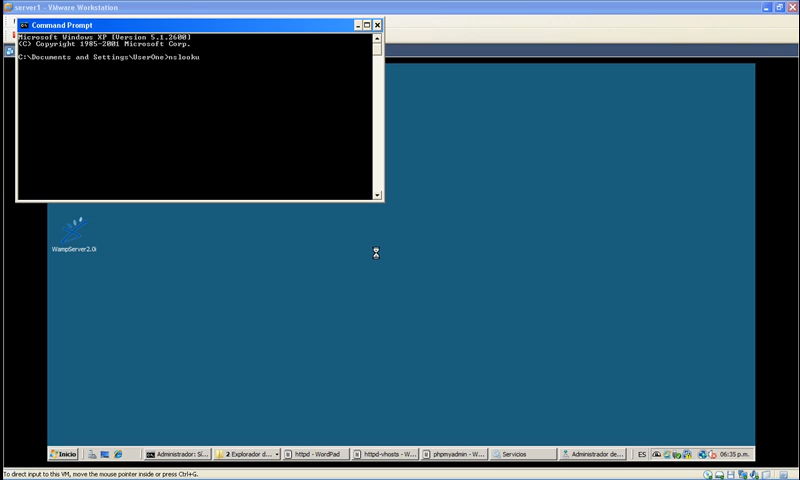 server1 - VMware Workstation
Command Prompt
Microsoft Windows XP [Version 5.1.2600]
(C) Copyright 1985-2001 Microsoft Corp.
C:\Documents and Settings\UserOne>nslooku
WampServer2.0i
Inicio
Administrador: Sí...
2 Explorador d...
httpd - WordPad
httpd-vhosts - W...
phpmyadmin - W...
Servicios
Administrador de...
ES
06:35 p.m.
To direct input to this VM, move the mouse pointer inside or press Ctrl+G.